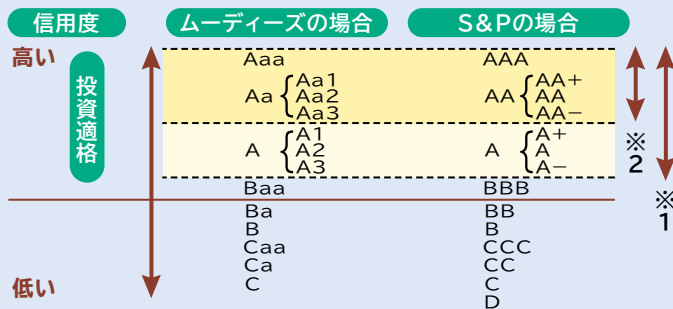 信用度 ムーディーズの場合 S&Pの場合
高い Aaa AAA
投資適格
Aa Aa1 AA AA+
Aa2 AA
Aa3 AA−
A A1 A A+
A2 A
A3 A−
Baa BBB
Ba BB
B B
Caa CCC
Ca CC
C C
低い D
※2
※1